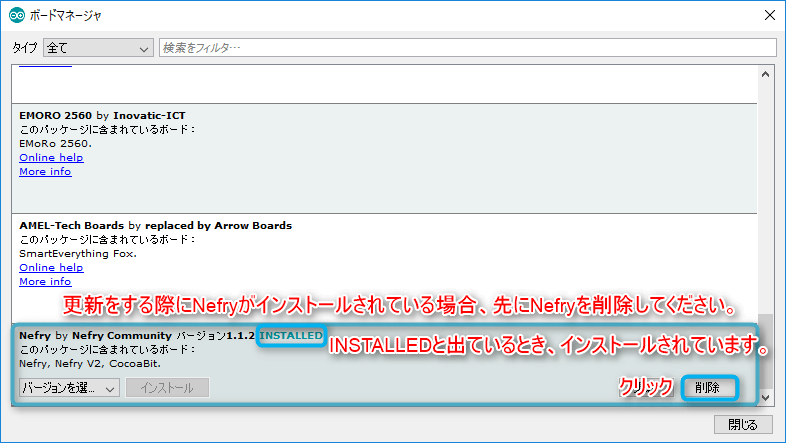 ボードマネージャ
タイプ 全て 検索をフィルタ…
EMORO 2560 by Inovatic-ICT
このパッケージに含まれているボード：
EMoRo 2560.
Online help
More info
AMEL-Tech Boards by replaced by Arrow Boards
このパッケージに含まれているボード：
SmartEverything Fox.
Online help
More info
更新をする際にNefryがインストールされている場合、先にNefryを削除してください。
Nefry by Nefry Community バージョン1.1.2 INSTALLED
INSTALLEDと出ているとき、インストールされています。
このパッケージに含まれているボード：
Nefry, Nefry V2, CocoaBit.
バージョンを選... インストール クリック 削除
閉じる